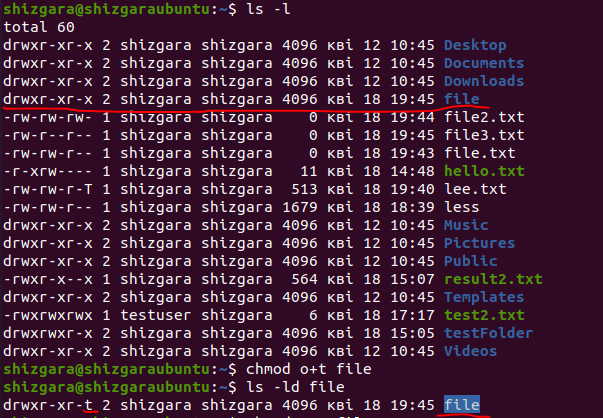 shizgara@shizgaraubuntu:~$ ls -l
total 60
drwxr-xr-x 2 shizgara shizgara 4096 кві 12 10:45 Desktop
drwxr-xr-x 2 shizgara shizgara 4096 кві 12 10:45 Documents
drwxr-xr-x 2 shizgara shizgara 4096 кві 12 10:45 Downloads
drwxr-xr-x 2 shizgara shizgara 4096 кві 18 19:45 file
-rw-rw-rw- 1 shizgara shizgara    0 кві 18 19:44 file2.txt
-rw-r--r-- 1 shizgara shizgara    0 кві 18 19:45 file3.txt
-rw-rw-r-- 1 shizgara shizgara    0 кві 18 19:43 file.txt
-r-xrw---- 1 shizgara shizgara   11 кві 18 14:48 hello.txt
-rw-rw-r-T 1 shizgara shizgara  513 кві 18 19:40 lee.txt
-rw-rw-r-- 1 shizgara shizgara 1679 кві 18 18:39 less
drwxr-xr-x 2 shizgara shizgara 4096 кві 12 10:45 Music
drwxr-xr-x 2 shizgara shizgara 4096 кві 12 10:45 Pictures
drwxr-xr-x 2 shizgara shizgara 4096 кві 12 10:45 Public
-rwxr-x--x 1 shizgara shizgara  564 кві 18 15:07 result2.txt
drwxr-xr-x 2 shizgara shizgara 4096 кві 12 10:45 Templates
-rwxrwxrwx 1 testuser shizgara    6 кві 18 17:17 test2.txt
drwxrwxr-x 2 shizgara shizgara 4096 кві 18 15:05 testFolder
drwxr-xr-x 2 shizgara shizgara 4096 кві 12 10:45 Videos
shizgara@shizgaraubuntu:~$ chmod o+t file
shizgara@shizgaraubuntu:~$ ls -ld file
drwxr-xr-t 2 shizgara shizgara 4096 кві 18 19:45 file